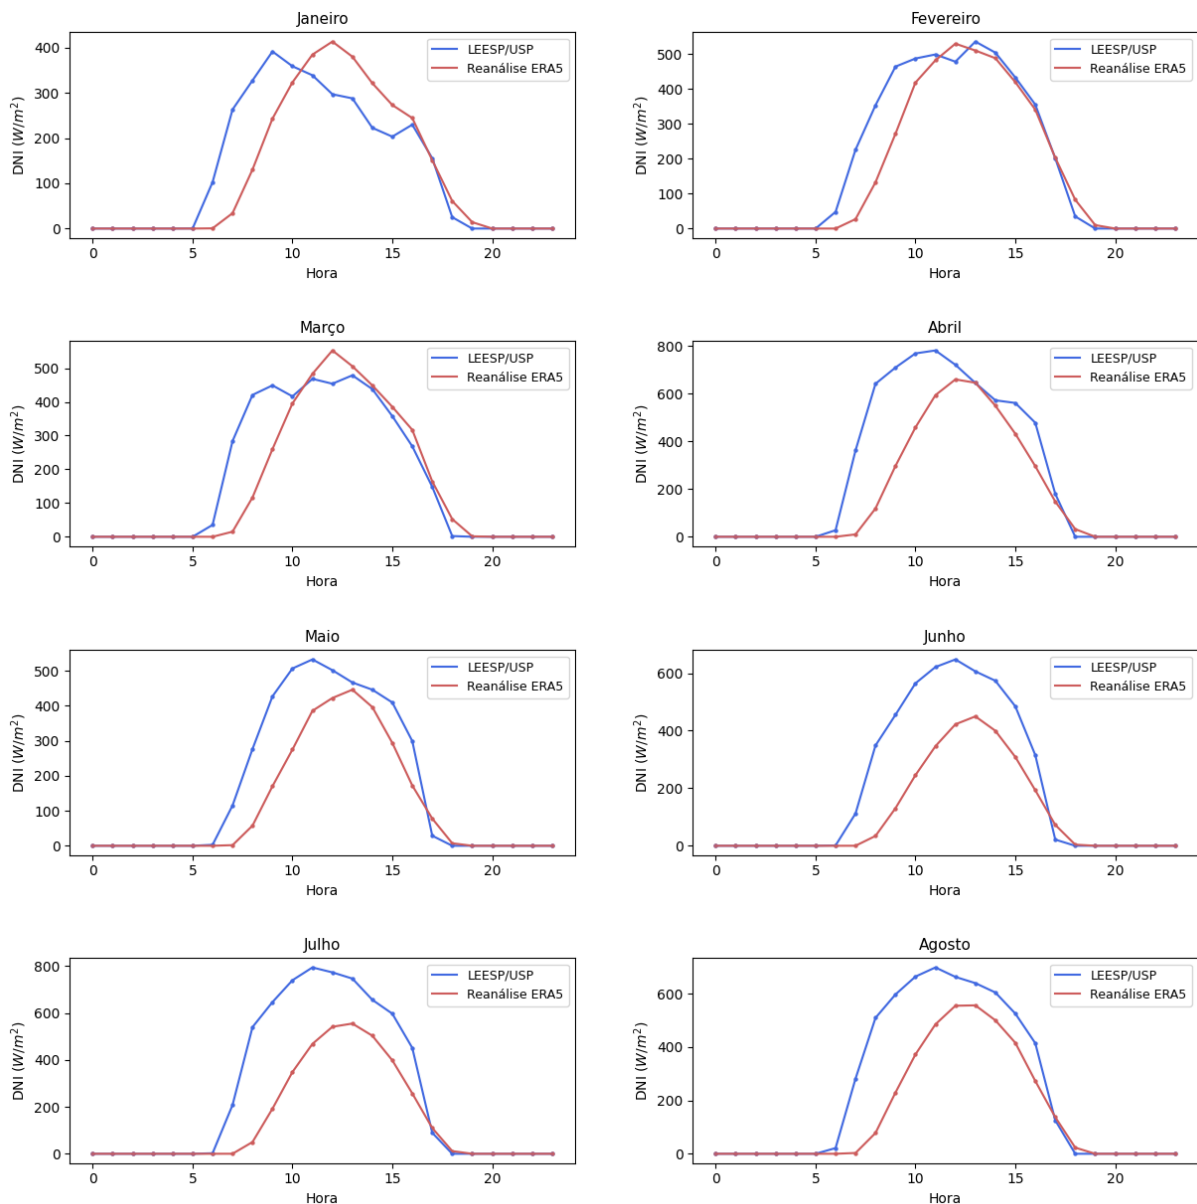 Janeiro
DNI (W/m²)
400
300
200
100
0
LEESP/USP
Reanálise ERA5
0 5 10 15 20
Hora
Fevereiro
DNI (W/m²)
500
400
300
200
100
0
LEESP/USP
Reanálise ERA5
0 5 10 15 20
Hora
Março
DNI (W/m²)
500
400
300
200
100
0
LEESP/USP
Reanálise ERA5
0 5 10 15 20
Hora
Abril
DNI (W/m²)
800
600
400
200
0
LEESP/USP
Reanálise ERA5
0 5 10 15 20
Hora
Maio
DNI (W/m²)
500
400
300
200
100
0
LEESP/USP
Reanálise ERA5
0 5 10 15 20
Hora
Junho
DNI (W/m²)
600
400
200
0
LEESP/USP
Reanálise ERA5
0 5 10 15 20
Hora
Julho
DNI (W/m²)
800
600
400
200
0
LEESP/USP
Reanálise ERA5
0 5 10 15 20
Hora
Agosto
DNI (W/m²)
600
400
200
0
LEESP/USP
Reanálise ERA5
0 5 10 15 20
Hora